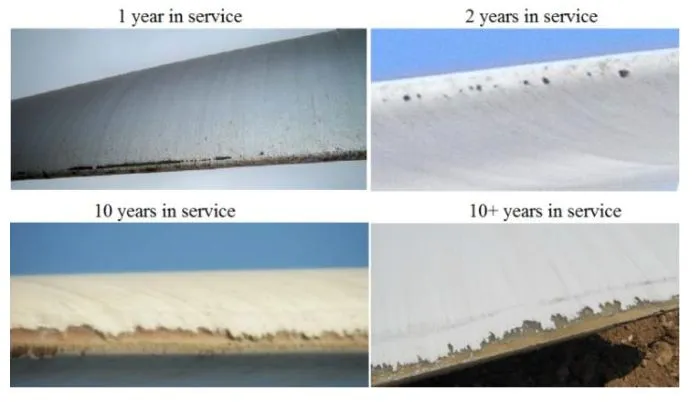 1 year in service
2 years in service
10 years in service
10+ years in service